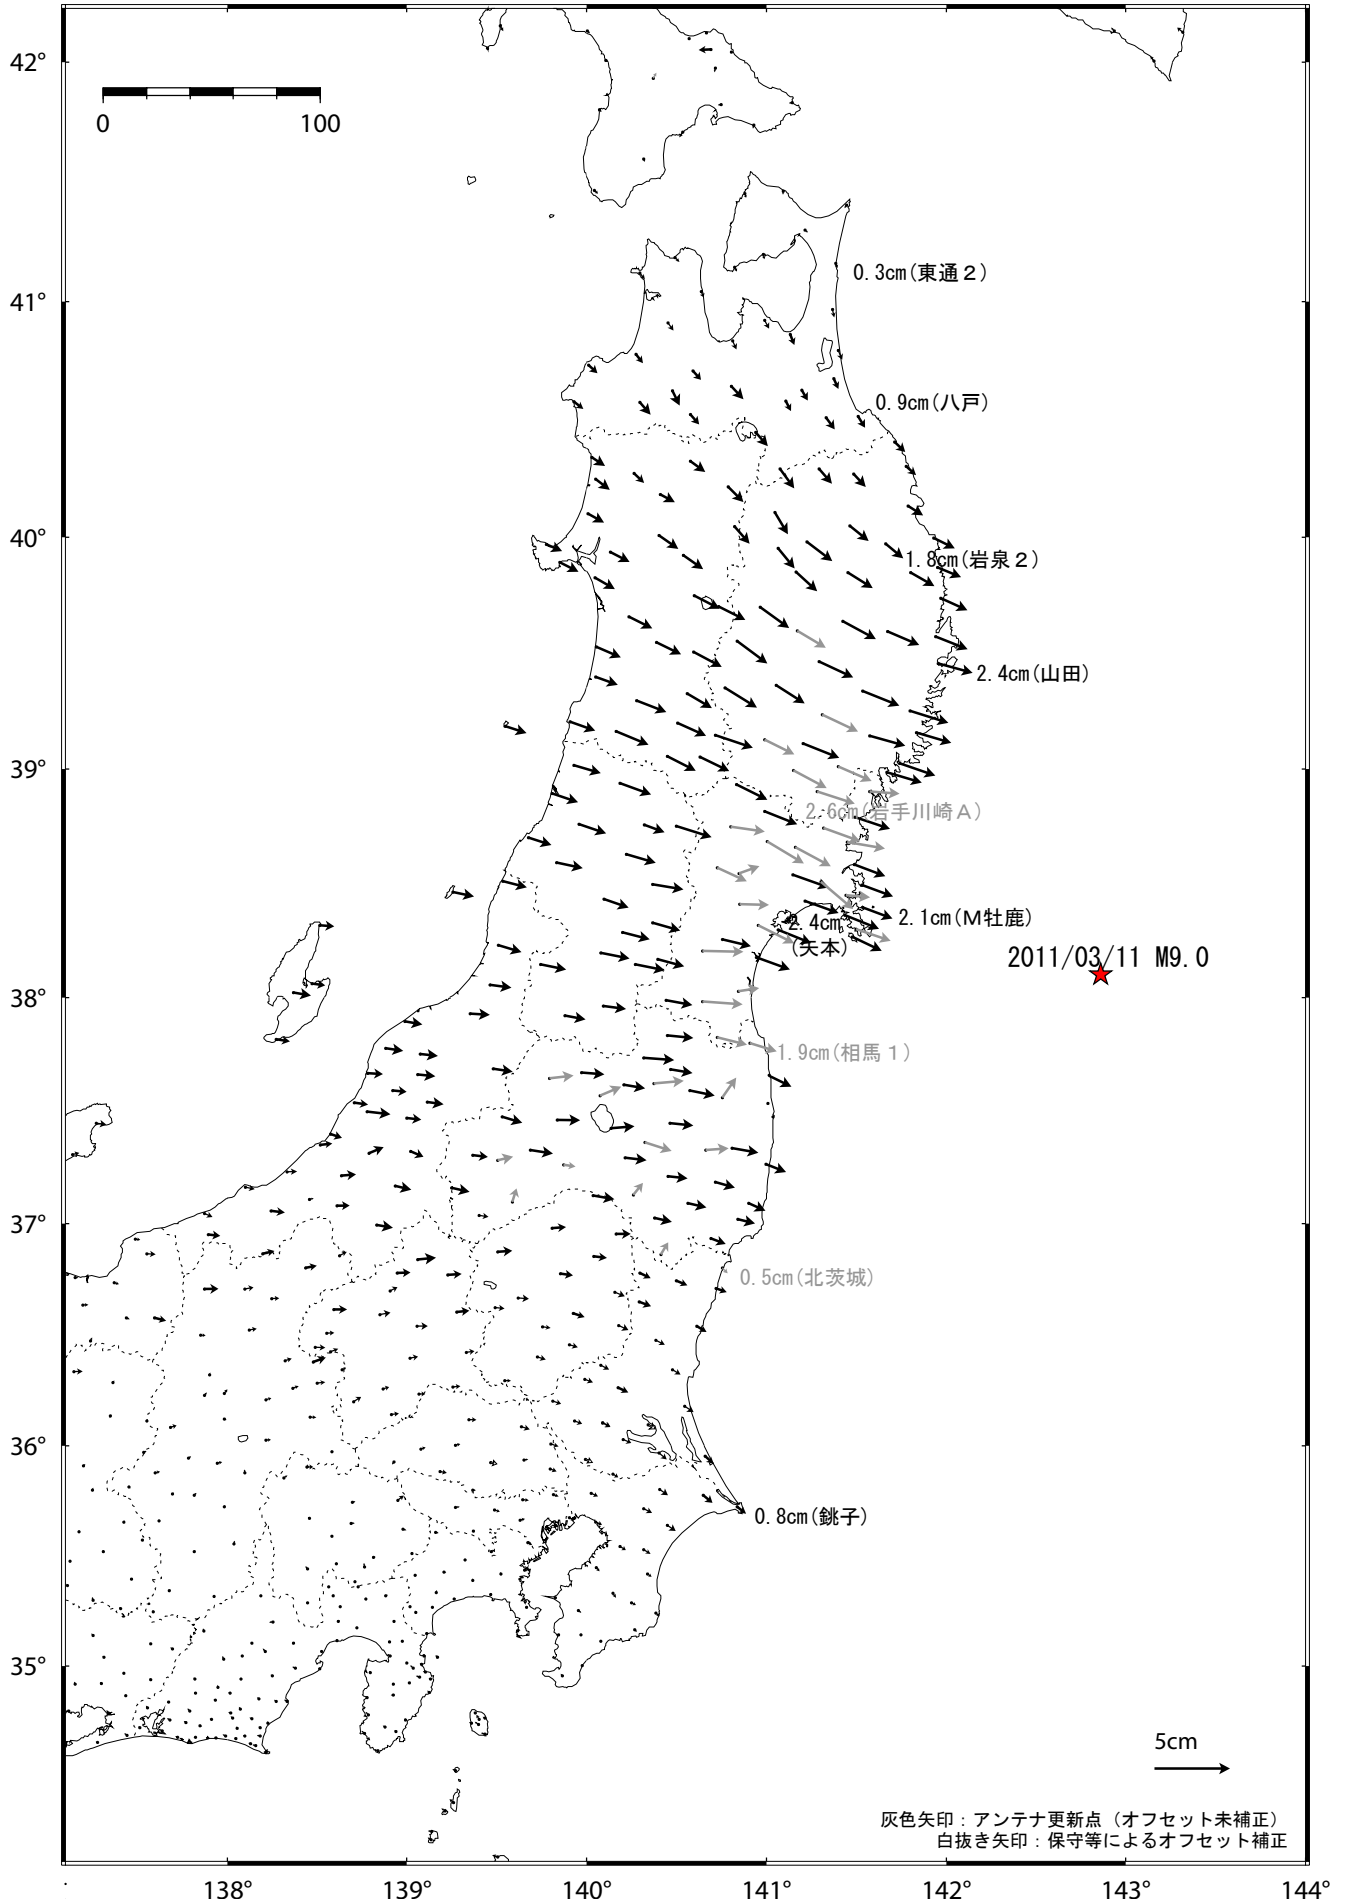 42°
0 100
0.3cm(東通２)
41°
0.9cm(八戸)
40°
1.8cm(岩泉２)
2.4cm(山田)
39°
2.6cm(岩手川崎Ａ)
2.1cm(Ｍ牡鹿)
2.4cm
(矢本)
2011/03/11 M9.0
38°
1.9cm(相馬１)
37°
0.5cm(北茨城)
36°
0.8cm(銚子)
35°
5cm
灰色矢印：アンテナ更新点（オフセット未補正）
白抜き矢印：保守等によるオフセット補正
138° 139° 140° 141° 142° 143° 144°